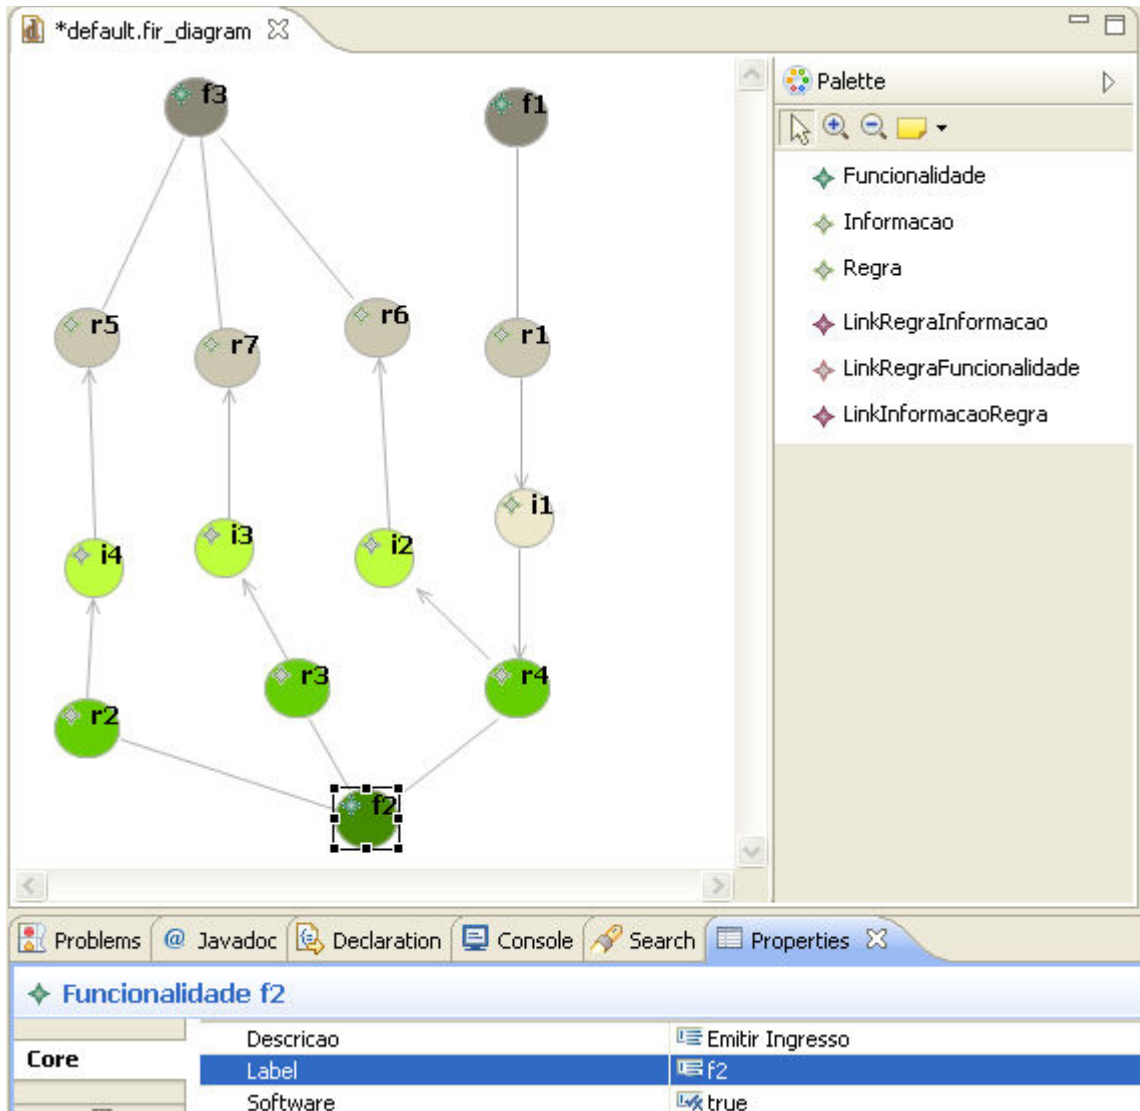 *default.fir_diagram
f3
f1
r5
r7
r6
r1
i4
i3
i2
i1
r2
r3
r4
f2
Palette
Funcionalidade
Informacao
Regra
LinkRegraInformacao
LinkRegraFuncionalidade
LinkInformacaoRegra
Problems @ Javadoc Declaration Console Search Properties
Funcionalidade f2
Core
Descricao Emitir Ingresso
Label f2
Software true